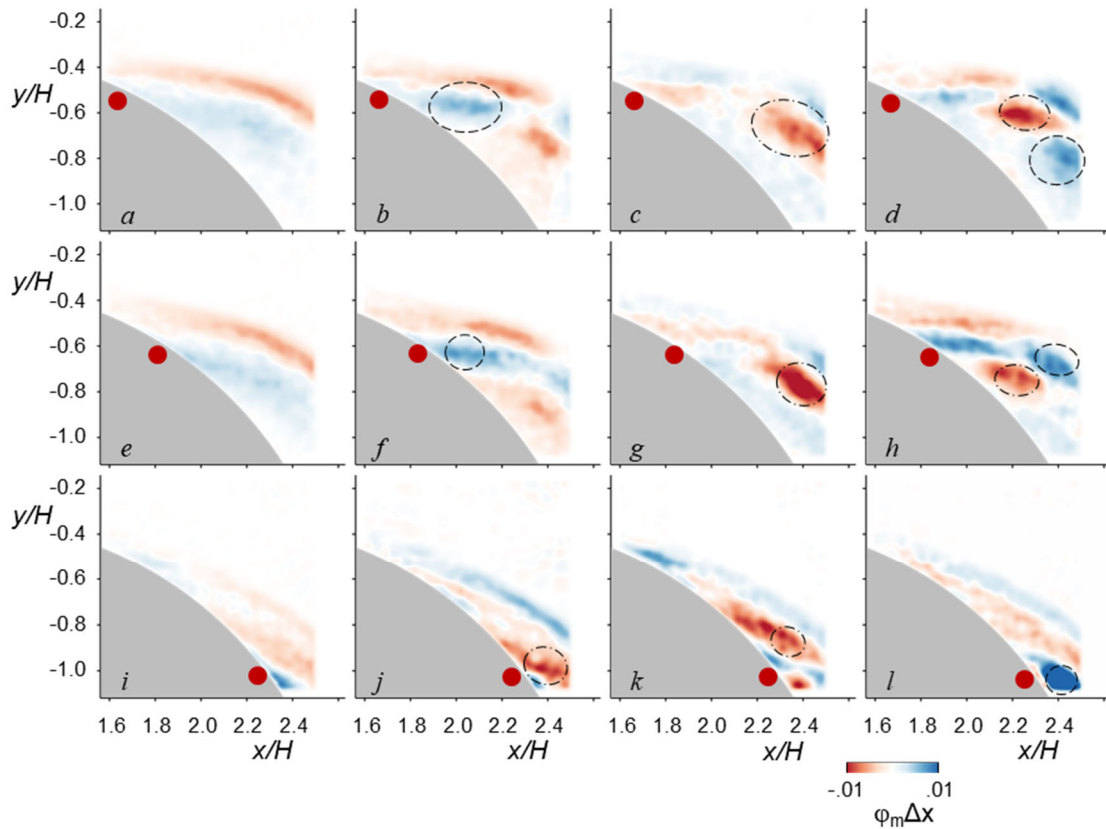 -0.2
y/H
-0.4
-0.6
-0.8
-1.0
a
b
c
d
-0.2
y/H
-0.4
-0.6
-0.8
-1.0
e
f
g
h
-0.2
y/H
-0.4
-0.6
-0.8
-1.0
i
j
k
l
1.6 1.8 2.0 2.2 2.4 1.6 1.8 2.0 2.2 2.4 1.6 1.8 2.0 2.2 2.4 1.6 1.8 2.0 2.2 2.4
x/H x/H x/H x/H
-.01 .01
φmΔx